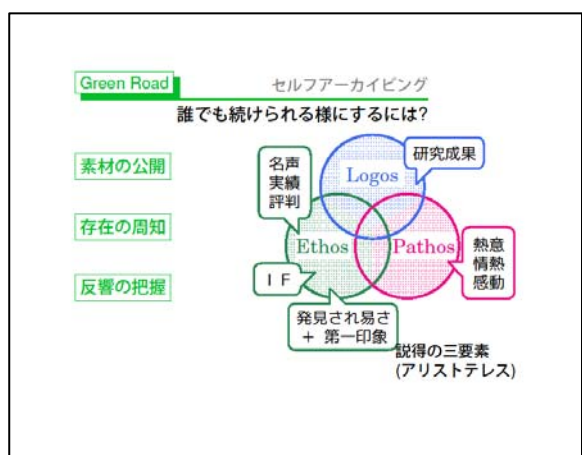 Green Road
セルフアーカイビング
誰でも続けられる様にするには?
素材の公開
存在の周知
反響の把握
Logos
研究成果
名声
実績
評判
Ethos
Pathos
熱意
情熱
感動
IF
発見され易さ
+ 第一印象
説得の三要素
(アリストテレス)